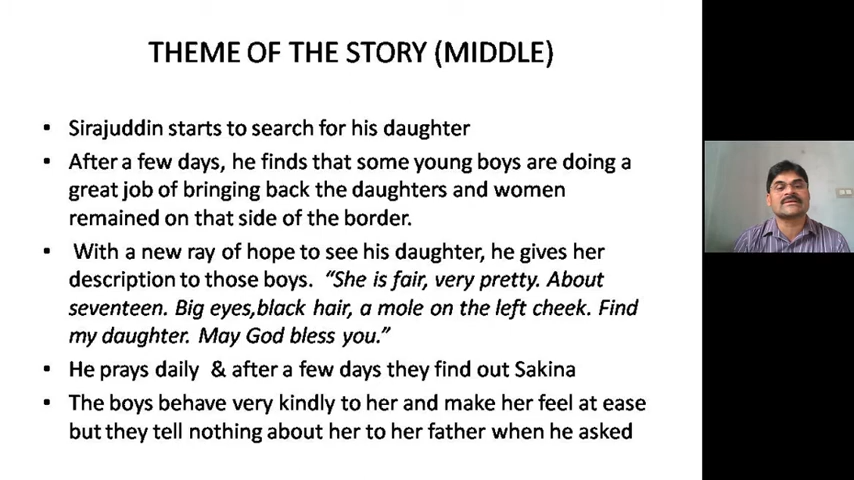 THEME OF THE STORY (MIDDLE)
▪ Sirajuddin starts to search for his daughter
▪ After a few days, he finds that some young boys are doing a
great job of bringing back the daughters and women
remained on that side of the border.
▪ With a new ray of hope to see his daughter, he gives her
description to those boys. “She is fair, very pretty. About
seventeen. Big eyes,black hair, a mole on the left cheek. Find
my daughter. May God bless you.”
▪ He prays daily & after a few days they find out Sakina
▪ The boys behave very kindly to her and make her feel at ease
but they tell nothing about her to her father when he asked